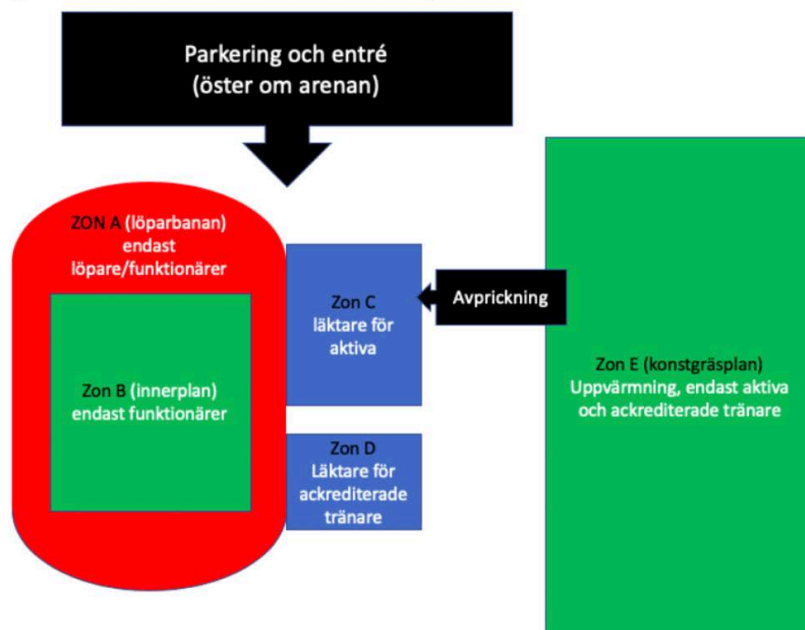 Parkering och entré
(öster om arenan)
ZON A (löparbanan)
endast
löpare/funktionärer
Zon B (innerplan)
endast funktionärer
Zon C
läktare för
aktiva
Avprickning
Zon D
Läktare för
ackrediterade
tränare
Zon E (konstgräsplan)
Uppvärmning, endast aktiva
och ackrediterade tränare